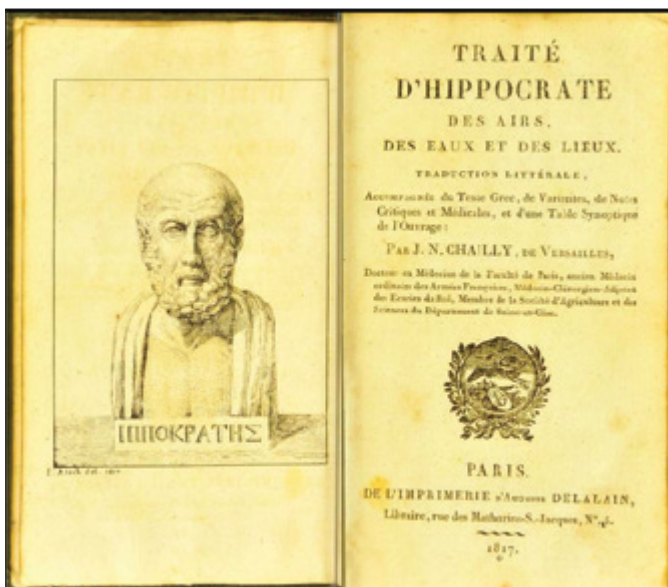 ΙΠΠΟΚΡΑΤΗΣ
TRAITÉ
D'HIPPOCRATE
DES AIRS,
DES EAUX ET DES LIEUX.
TRADUCTION LITTÉRALE,
Accompagnée du Texte Grec, de Variantes, de Notes
Critiques et Médicales, et d'une Table Synoptique
de l'Ouvrage :
PAR J. N. CHAILLY, DE VERSAILLES,
Docteur en Médecine de la Faculté de Paris, ancien Médecin
ordinaire des Armées Françaises, Médecin-Chirurgien-Adjoint
des Ecuries du Roi, Membre de la Société d'Agriculture et des
Sciences du Département de Seine-et-Oise.
PARIS.
DE L'IMPRIMERIE D'AUGUSTE DELALAIN,
Libraire, rue des Mathurins-S.-Jacques, N°.
1817.